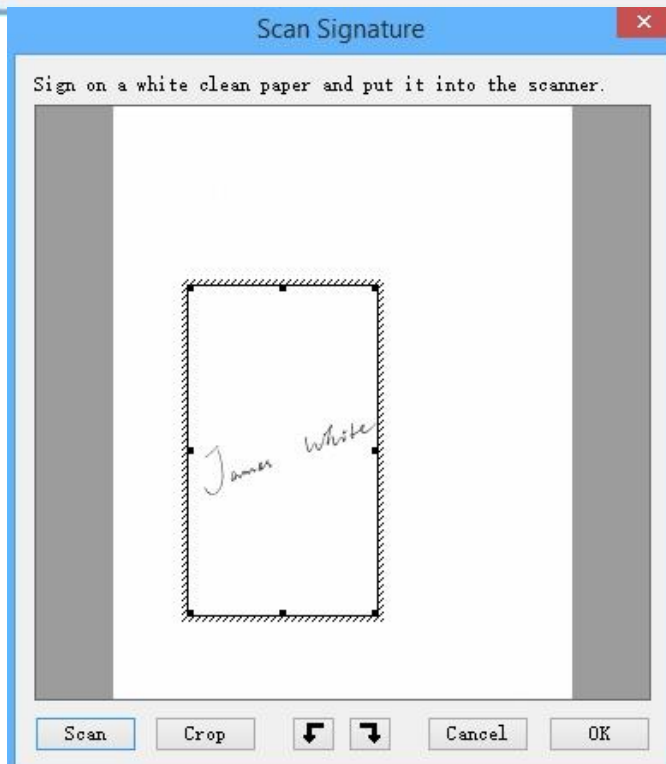 Scan Signature
Sign on a white clean paper and put it into the scanner.
James White
Scan Crop Cancel OK